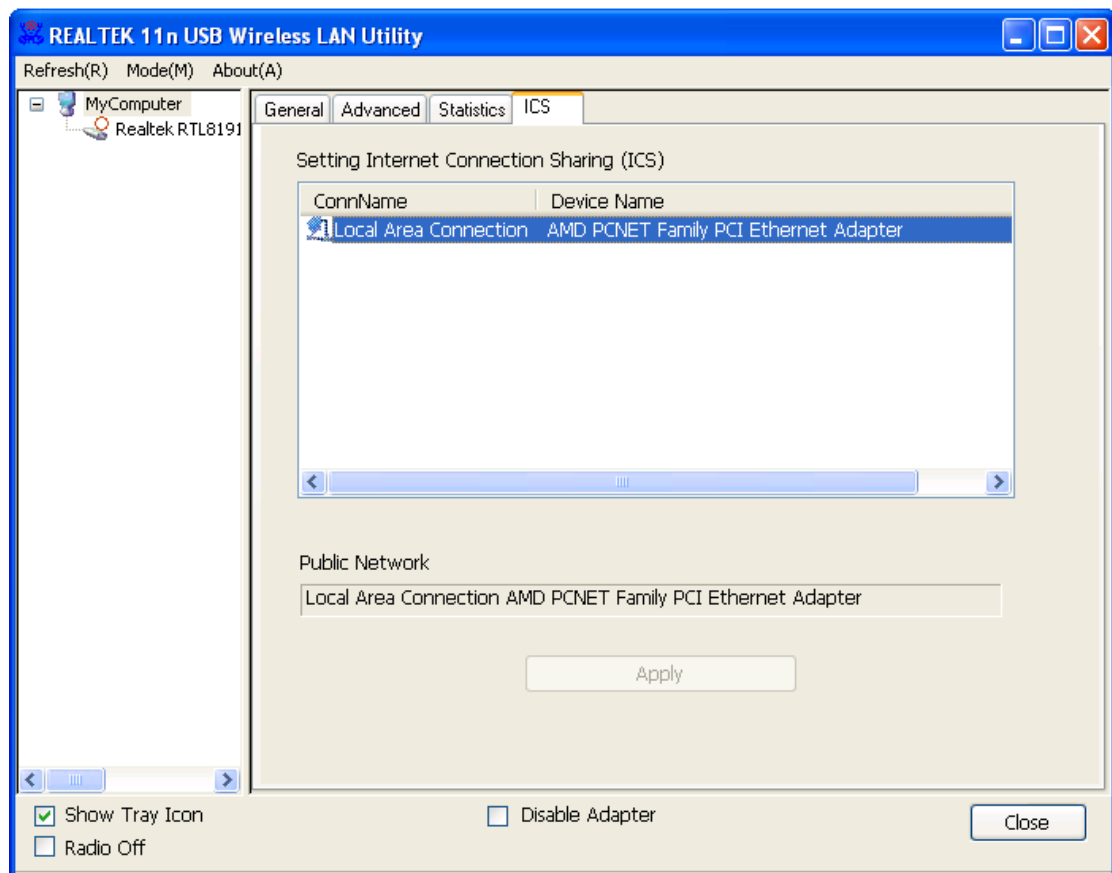 REALTEK 11n USB Wireless LAN Utility
Refresh(R) Mode(M) About(A)
MyComputer
Realtek RTL8191
General Advanced Statistics ICS
Setting Internet Connection Sharing (ICS)
ConnName Device Name
Local Area Connection AMD PCNET Family PCI Ethernet Adapter
Public Network
Local Area Connection AMD PCNET Family PCI Ethernet Adapter
Apply
Show Tray Icon Disable Adapter Close
Radio Off